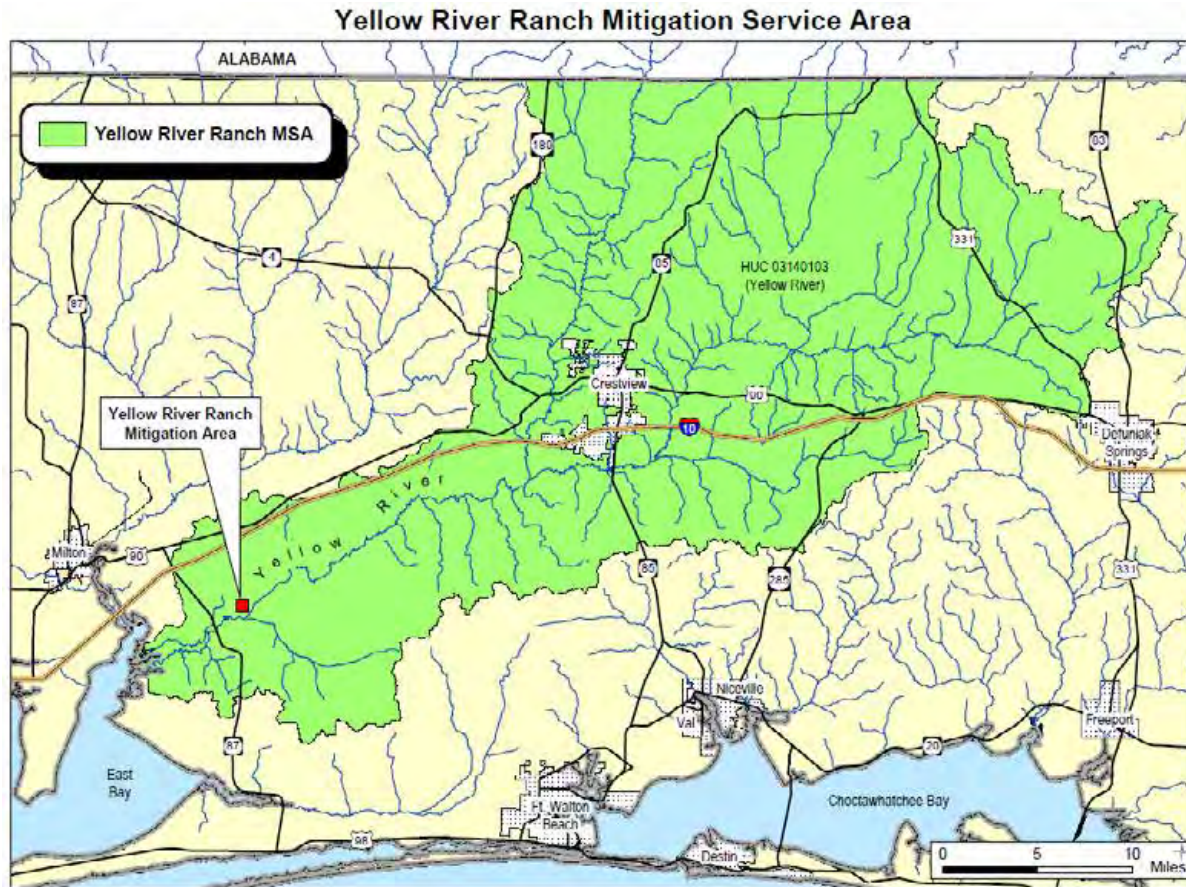 Yellow River Ranch Mitigation Service Area
ALABAMA
Yellow River Ranch MSA
180
83
4
331
85
HUC 03140103
(Yellow River)
87
Crestview
90
Yellow River Ranch
Mitigation Area
10
Defuniak
Springs
Yellow River
Milton
90
85
285
331
Niceville
Val
Freeport
87
20
East
Bay
Ft. Walton
Beach
Choctawhatchee Bay
98
Destin
0 5 10
Miles